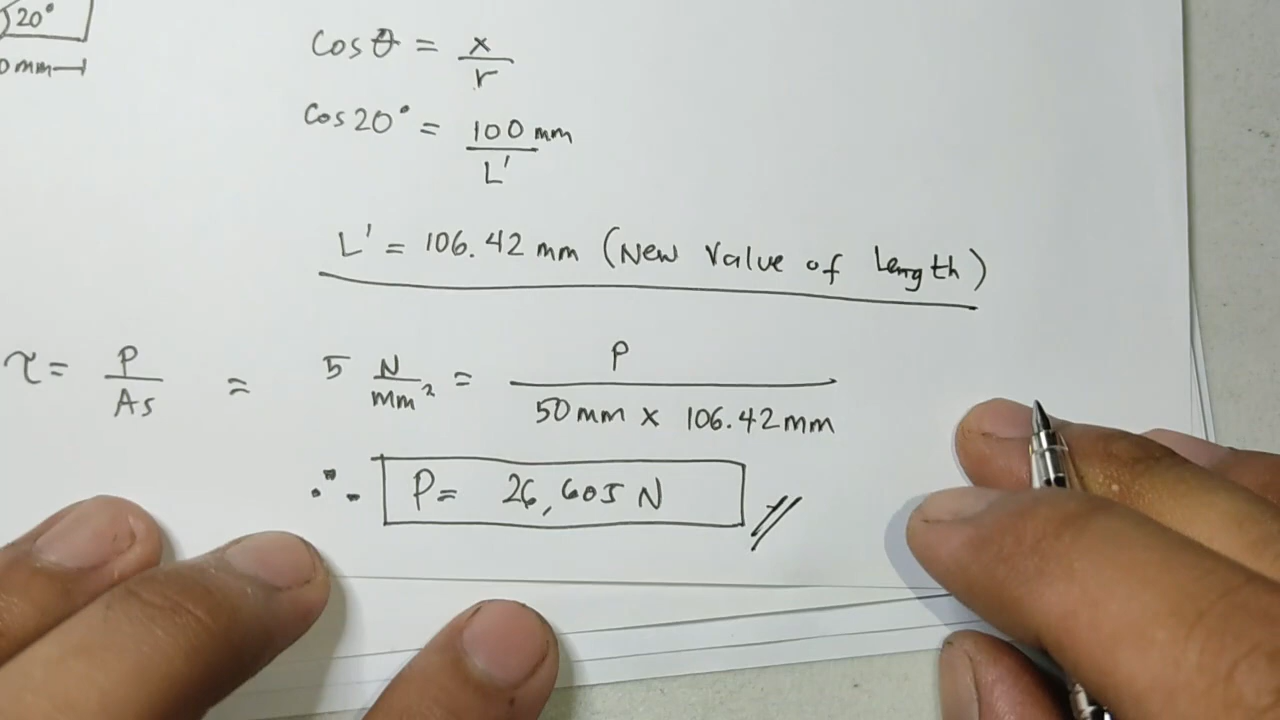 20°
0 mm
Cos θ = x / r
Cos 20° = 100 mm / L'
L' = 106.42 mm (New Value of Length)
τ = P / As = 5 N / mm² = P / 50 mm x 106.42 mm
∴ P = 26,605 N